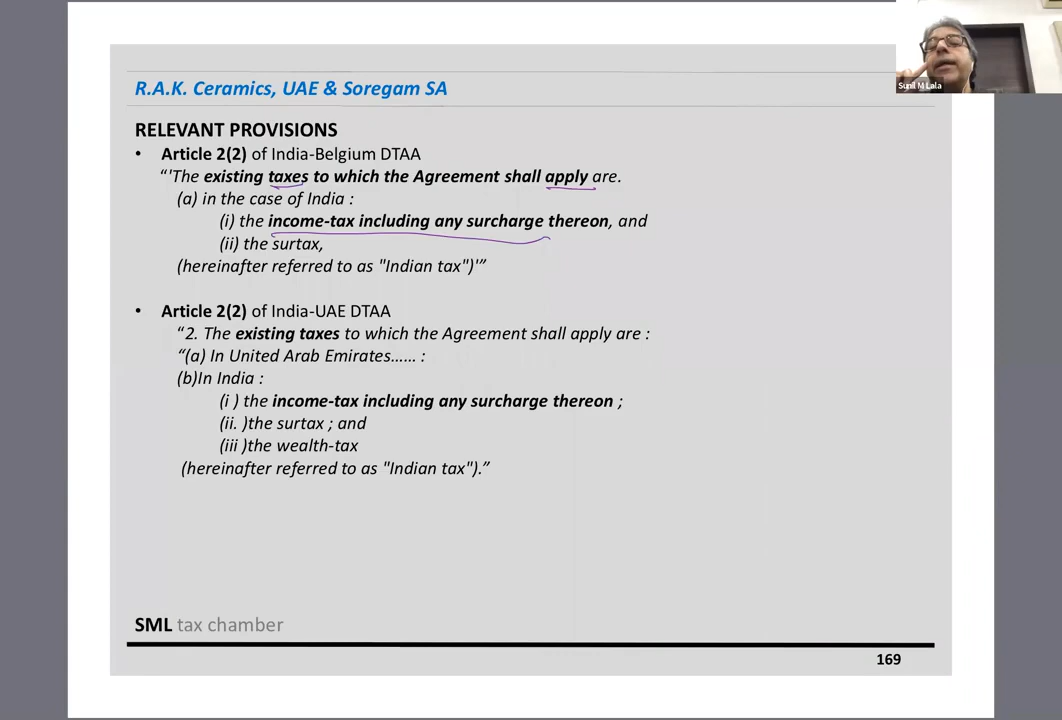 Sunil M Lala
R.A.K. Ceramics, UAE & Soregam SA
RELEVANT PROVISIONS
• Article 2(2) of India-Belgium DTAA
“'The existing taxes to which the Agreement shall apply are.
(a) in the case of India :
(i) the income-tax including any surcharge thereon, and
(ii) the surtax,
(hereinafter referred to as "Indian tax")'”
• Article 2(2) of India-UAE DTAA
“2. The existing taxes to which the Agreement shall apply are :
“(a) In United Arab Emirates...... :
(b)In India :
(i ) the income-tax including any surcharge thereon ;
(ii. )the surtax ; and
(iii )the wealth-tax
(hereinafter referred to as "Indian tax").”
SML tax chamber
169